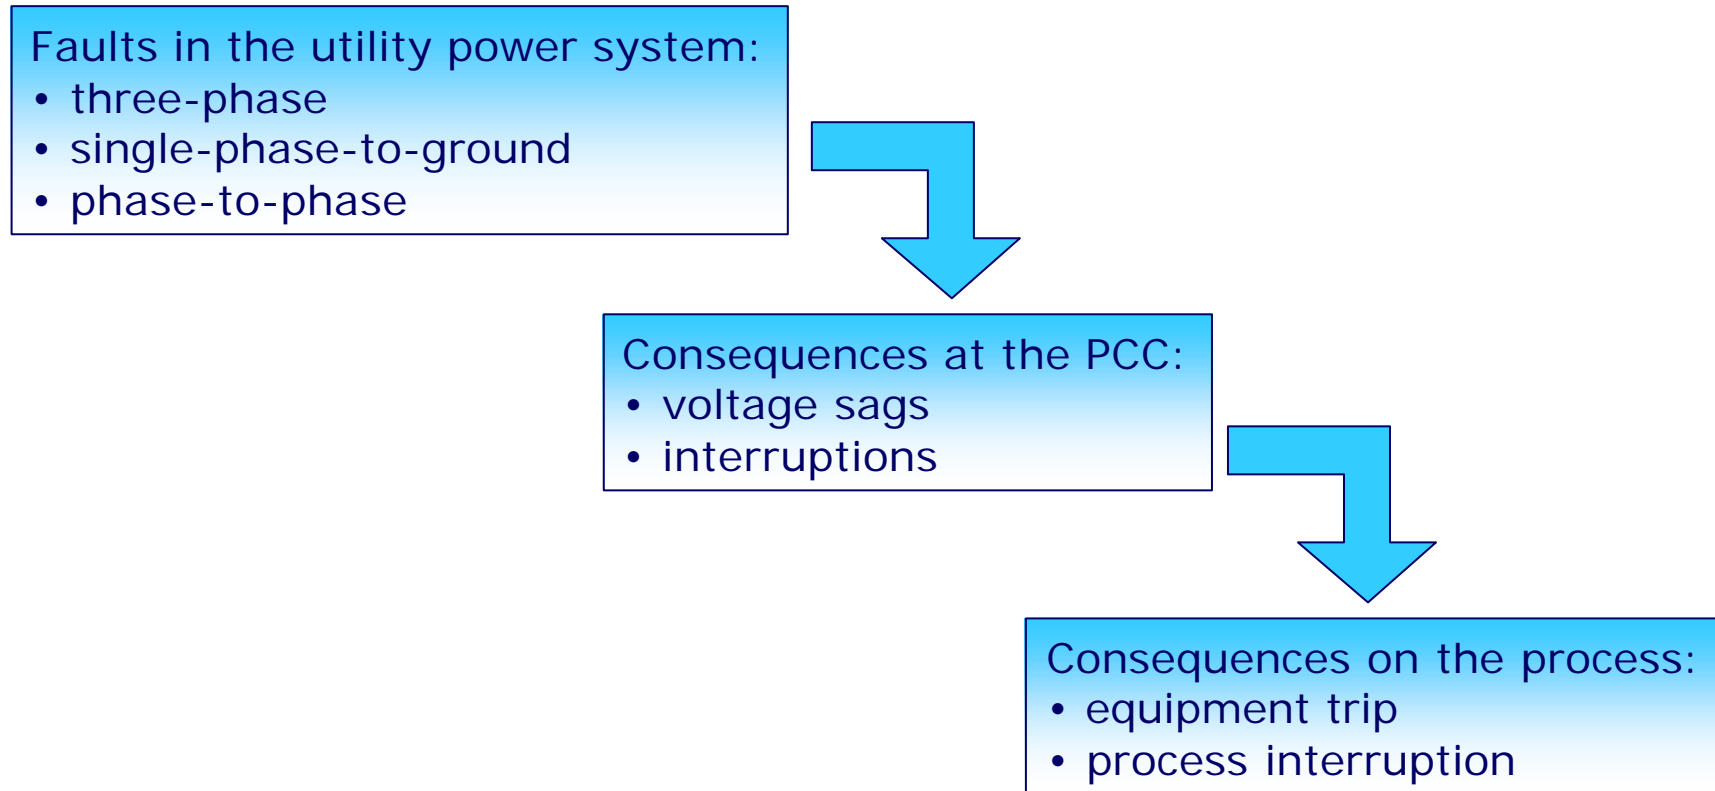 Faults in the utility power system:
• three-phase
• single-phase-to-ground
• phase-to-phase
Consequences at the PCC:
• voltage sags
• interruptions
Consequences on the process:
• equipment trip
• process interruption